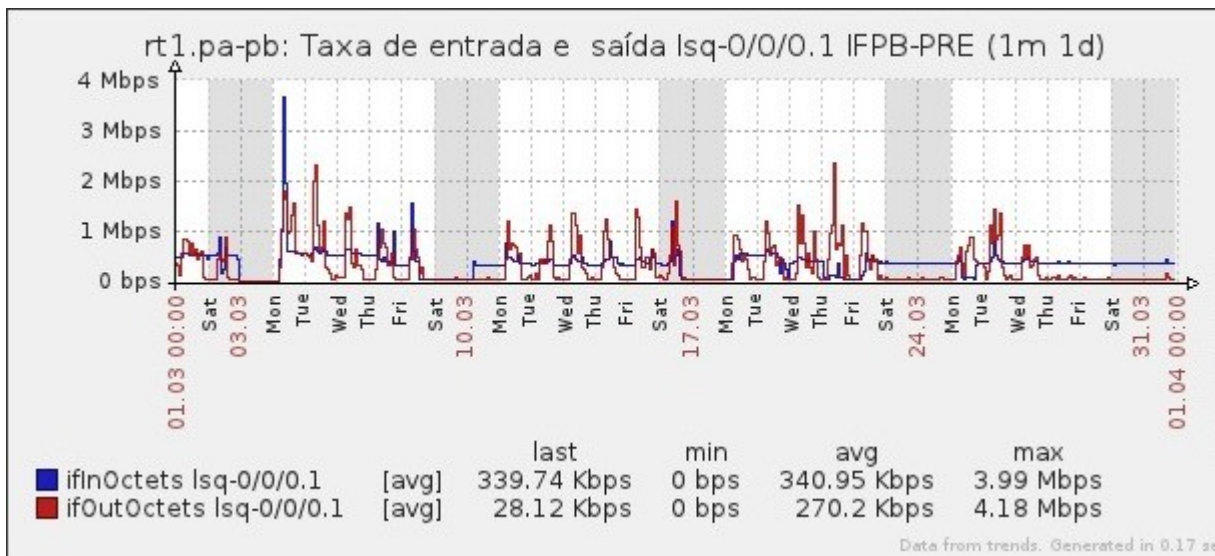 rt1.pa-pb: Taxa de entrada e saída lsq-0/0/0.1 IFPB-PRE (1m 1d)
4 Mbps
3 Mbps
2 Mbps
1 Mbps
0 bps
01.03 00:00 Sat 03.03 Mon Tue Wed Thu Fri Sat 10.03 Mon Tue Wed Thu Fri Sat 17.03 Mon Tue Wed Thu Fri Sat 24.03 Mon Tue Wed Thu Fri Sat 31.03 01.04 00:00
last min avg max
ifInOctets lsq-0/0/0.1 [avg] 339.74 Kbps 0 bps 340.95 Kbps 3.99 Mbps
ifOutOctets lsq-0/0/0.1 [avg] 28.12 Kbps 0 bps 270.2 Kbps 4.18 Mbps
Data from trends. Generated in 0.17 se